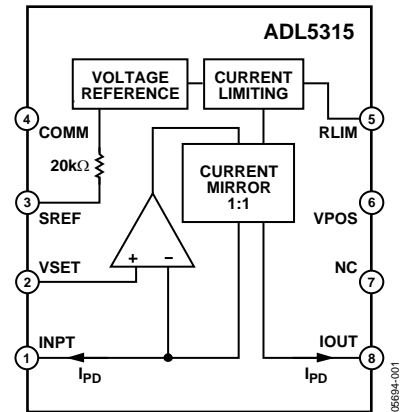 ADL5315
VOLTAGE
REFERENCE
CURRENT
LIMITING
4
COMM
5
RLIM
20kΩ
CURRENT
MIRROR
1:1
3
SREF
6
VPOS
2
VSET
+
–
7
NC
1
INPT
IPD
8
IOUT
IPD
05694-001